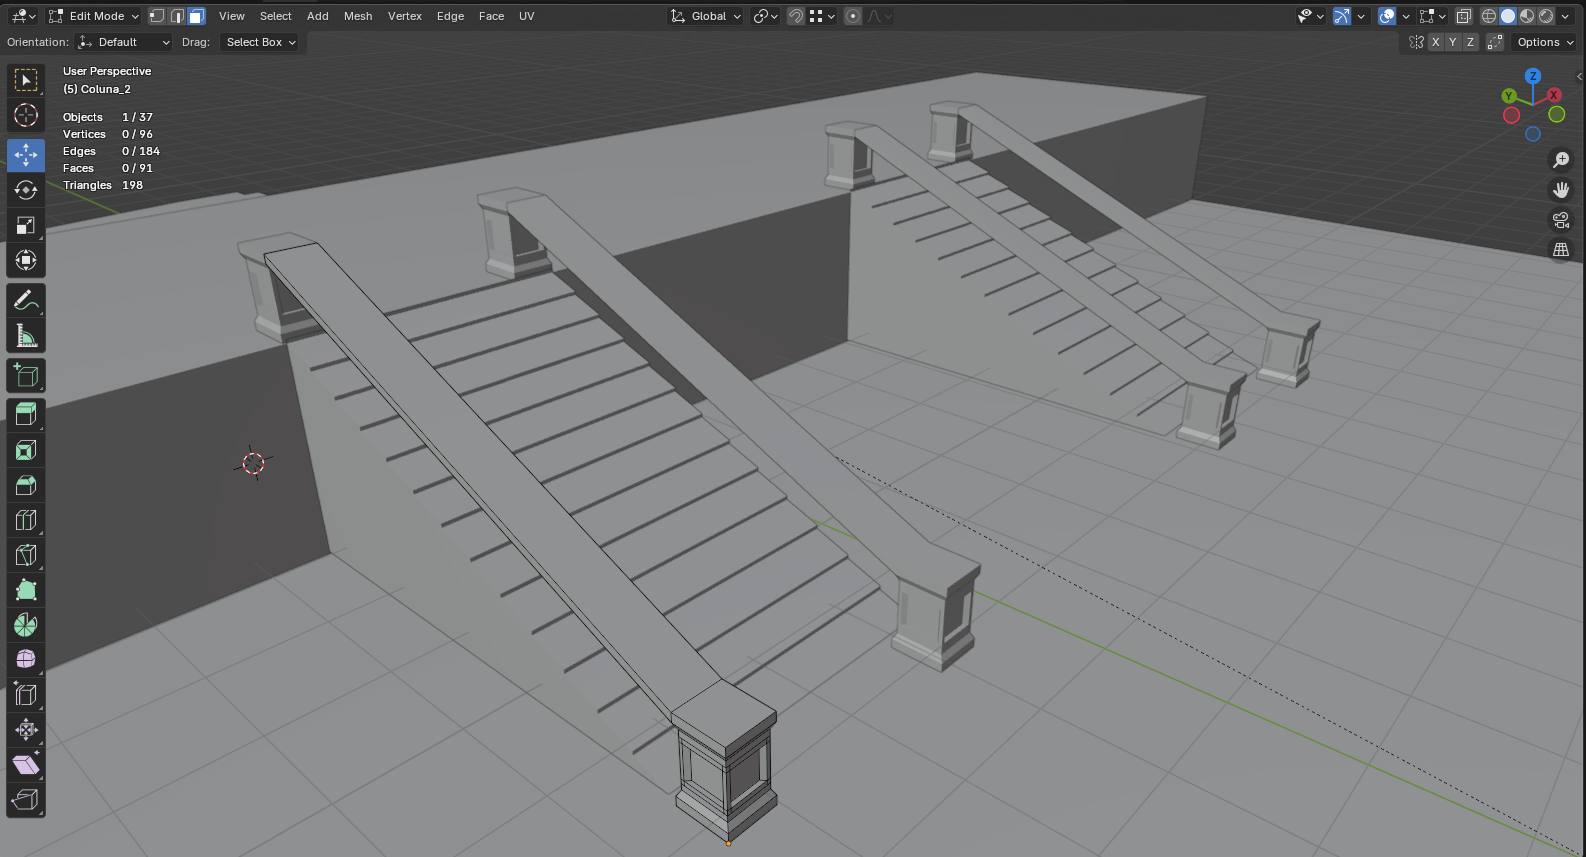 Edit Mode View Select Add Mesh Vertex Edge Face UV Global
Orientation: Default Drag: Select Box X Y Z Options
User Perspective
(5) Coluna_2
Objects 1 / 37
Vertices 0 / 96
Edges 0 / 184
Faces 0 / 91
Triangles 198
Z
Y X